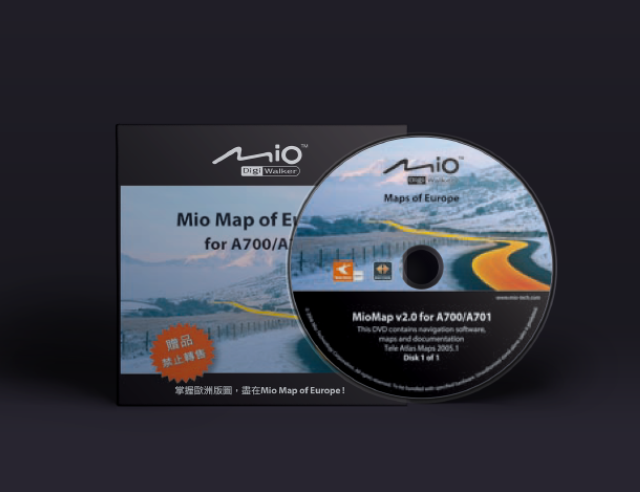 Mio™
Digi Walker
Mio Map of Eu
for A700/A7
贈品
禁止轉售
掌握歐洲版圖，盡在Mio Map of Europe！
Mio™
Digi Walker
Maps of Europe
www.mio-tech.com
MioMap v2.0 for A700/A701
This DVD contains navigation software,
maps and documentation
Tele Atlas Maps 2005.1
Disk 1 of 1